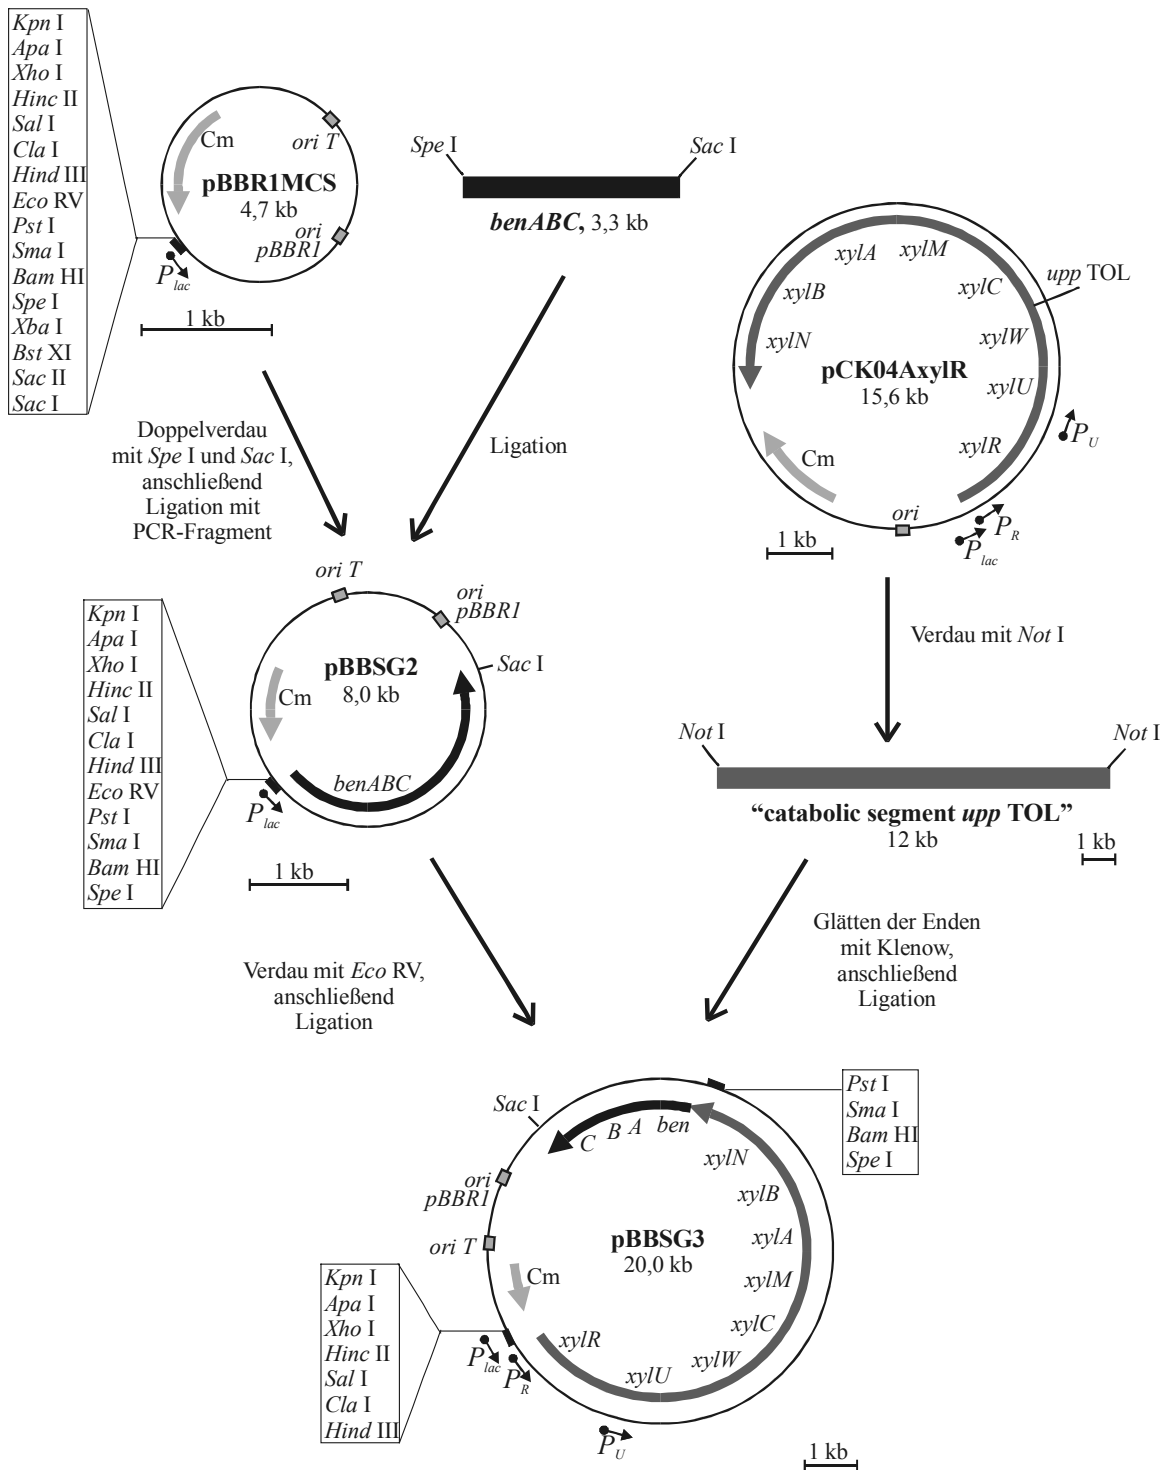 Kpn I
Apa I
Xho I
Hinc II
Sal I
Cla I
Hind III
Eco RV
Pst I
Sma I
Bam HI
Spe I
Xba I
Bst XI
Sac II
Sac I
Cm
ori T
pBBR1MCS
4,7 kb
ori
pBBR1
P lac
1 kb
Spe I
Sac I
benABC, 3,3 kb
xylA
xylM
xylB
xylC
upp TOL
xylN
xylW
pCK04AxylR
15,6 kb
xylU
P U
xylR
Cm
ori
P R
P lac
1 kb
Doppelverdau
mit Spe I und Sac I,
anschließend
Ligation mit
PCR-Fragment
Ligation
Verdau mit Not I
Kpn I
Apa I
Xho I
Hinc II
Sal I
Cla I
Hind III
Eco RV
Pst I
Sma I
Bam HI
Spe I
ori T
ori
pBBR1
Sac I
pBBSG2
8,0 kb
Cm
benABC
P lac
1 kb
Not I
Not I
“catabolic segment upp TOL”
12 kb
1 kb
Verdau mit Eco RV,
anschließend
Ligation
Glätten der Enden
mit Klenow,
anschließend
Ligation
Pst I
Sma I
Bam HI
Spe I
Sac I
C B A ben
xylN
ori
pBBR1
xylB
ori T
pBBSG3
20,0 kb
xylA
Cm
xylM
xylC
xylR
xylW
xylU
Kpn I
Apa I
Xho I
Hinc II
Sal I
Cla I
Hind III
P lac
P R
P U
1 kb